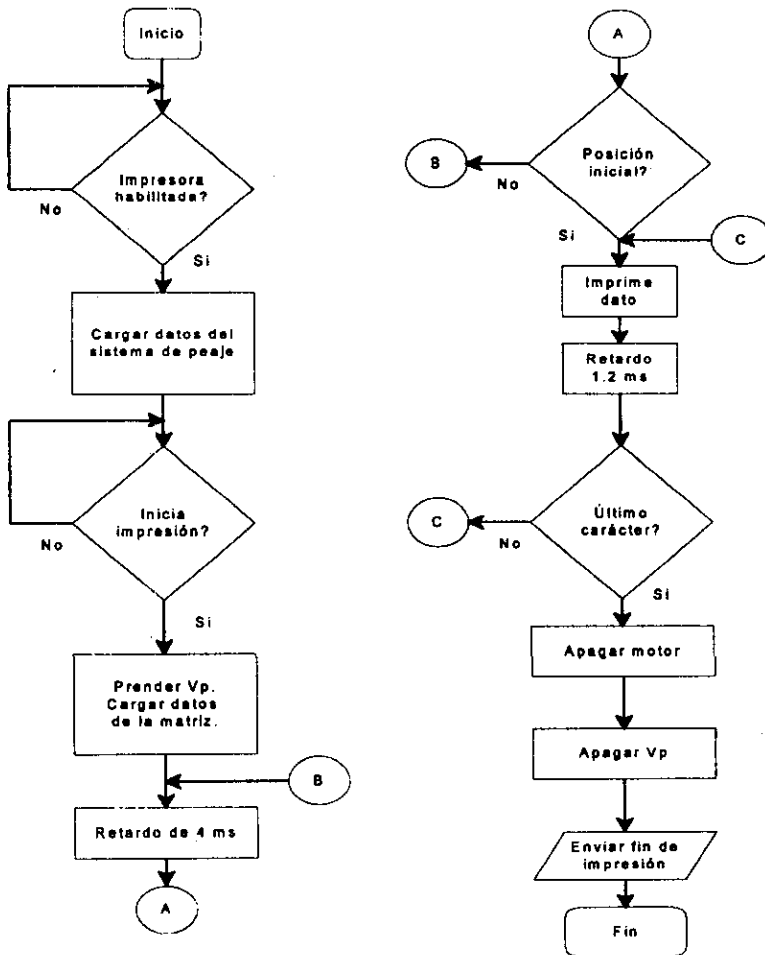 Inicio
Impresora
habilitada?
No
Si
Cargar datos del
sistema de peaje
Inicia
impresión?
No
Si
Prender Vp.
Cargar datos
de la matriz.
B
Retardo de 4 ms
A
A
Posición
inicial?
B
No
Si
C
Imprime
dato
Retardo
1.2 ms
Último
carácter?
C
No
Si
Apagar motor
Apagar Vp
Enviar fin de
impresión
Fin